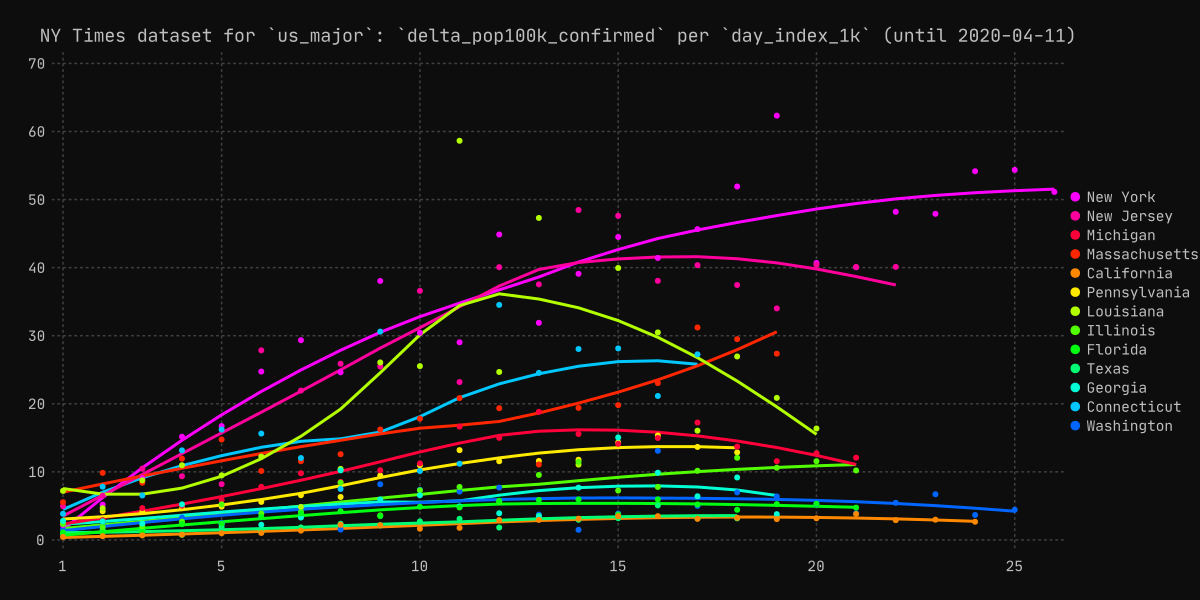 NY Times dataset for `us_major`: `delta_pop100k_confirmed` per `day_index_1k` (until 2020-04-11)
70
60
50
40
30
20
10
0
1 5 10 15 20 25
New York
New Jersey
Michigan
Massachusetts
California
Pennsylvania
Louisiana
Illinois
Florida
Texas
Georgia
Connecticut
Washington